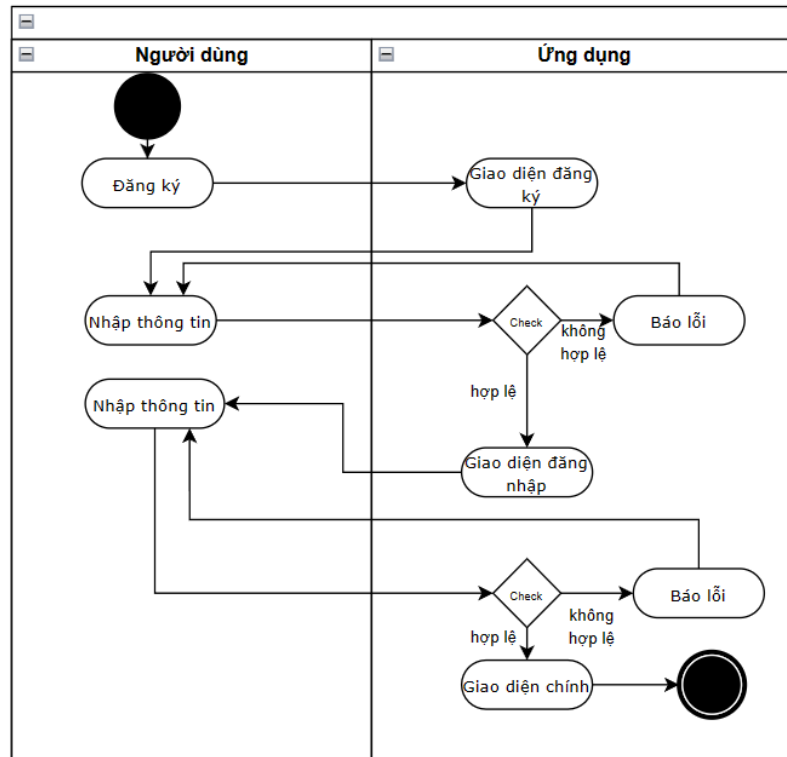 Người dùng
Ứng dụng
Đăng ký
Giao diện đăng
ký
Nhập thông tin
Check
không
hợp lệ
Báo lỗi
hợp lệ
Nhập thông tin
Giao diện đăng
nhập
Check
không
hợp lệ
Báo lỗi
hợp lệ
Giao diện chính